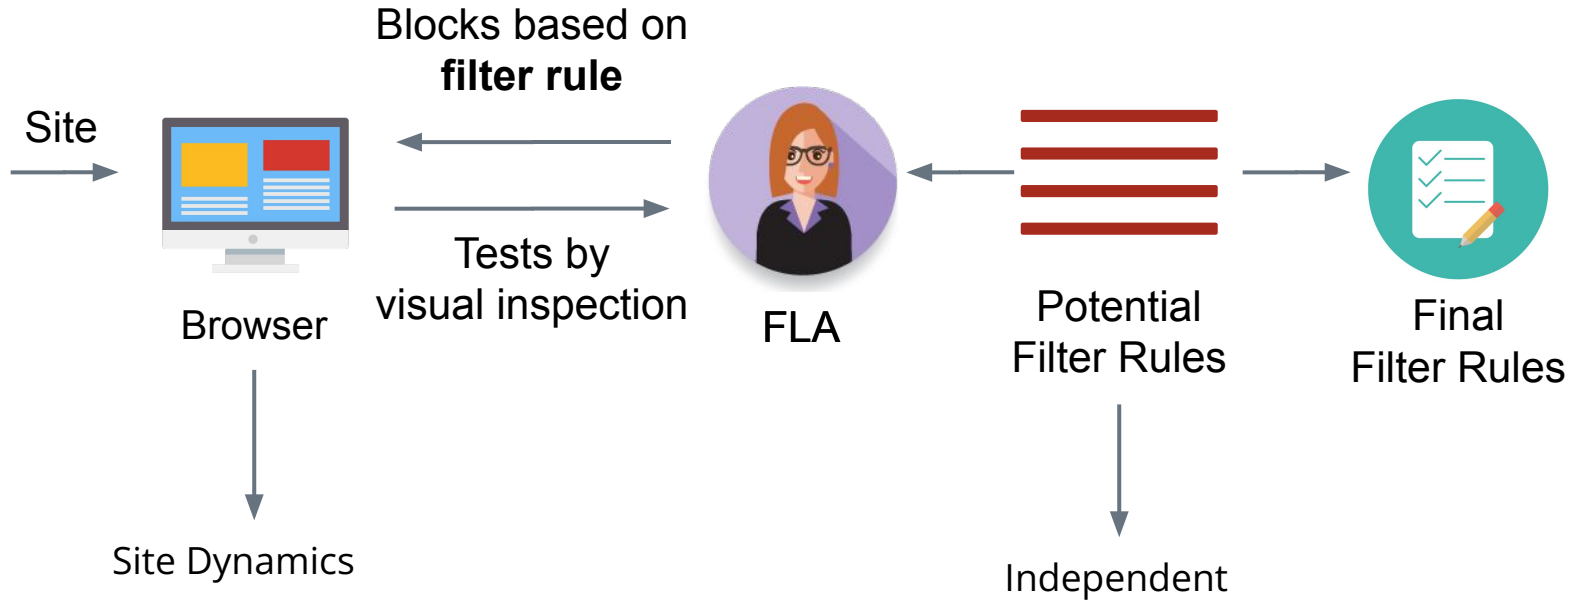 Site
Browser
Site Dynamics
Blocks based on
filter rule
Tests by
visual inspection
FLA
Potential
Filter Rules
Independent
Final
Filter Rules